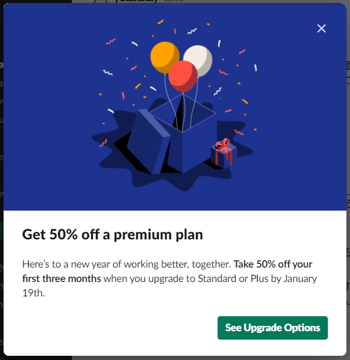 Get 50% off a premium plan
Here's to a new year of working better, together. Take 50% off your
first three months when you upgrade to Standard or Plus by January
19th.
See Upgrade Options